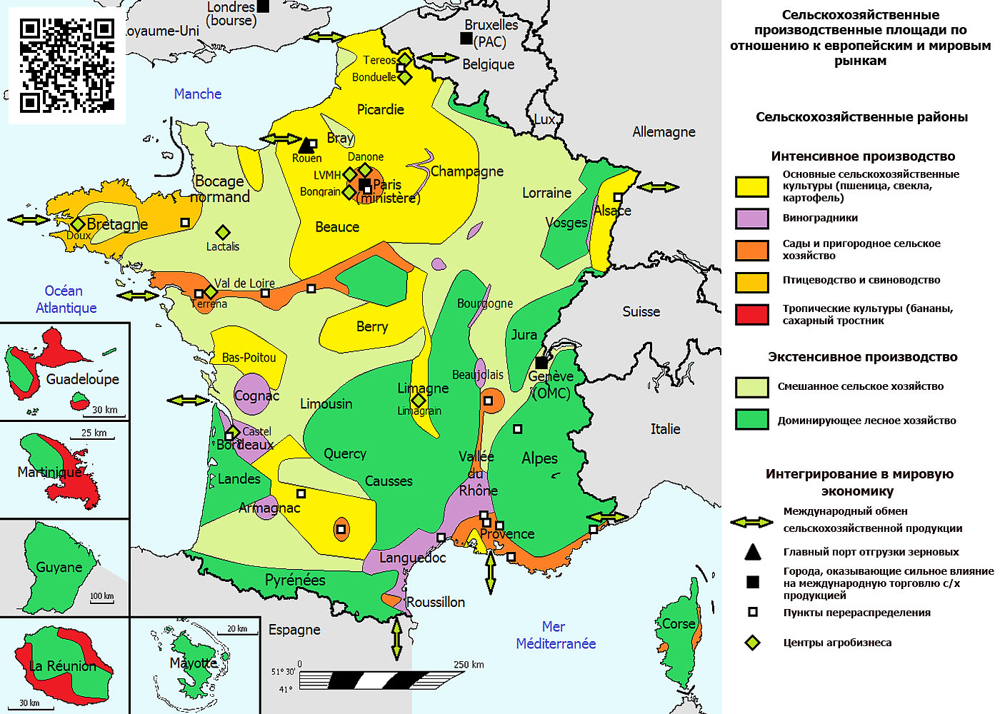 Londres
(bourse)
Royaume-Uni
Bruxelles
(PAC)
Belgique
Tereos
Bonduelle
Manche
Picardie
Lux.
Allemagne
Bray
Rouen
Danone
LVMH
Bongrain
Paris
(ministère)
Champagne
Bocage
normand
Lorraine
Alsace
Vosges
Bretagne
Doux
Beauce
Lactalis
Val de Loire
Terrena
Océan
Atlantique
Bourgogne
Suisse
Berry
Jura
Bas-Poitou
Beaujolais
Genève
(OMC)
Cognac
Limousin
Limagne
Limagrain
Castel
Bordeaux
Italie
Quercy
Vallée
du
Rhône
Alpes
Landes
Causses
Armagnac
Provence
Languedoc
Pyrénées
Roussillon
Espagne
Mer
Méditerranée
Corse
0
250 km
51° 30'
41°
Guadeloupe
30 km
25 km
Martinique
Guyane
100 km
La Réunion
30 km
20 km
Mayotte
Сельскохозяйственные
производственные площади по
отношению к европейским и мировым
рынкам
Сельскохозяйственные районы
Интенсивное производство
Основные сельскохозяйственные
культуры (пшеница, свекла,
картофель)
Виноградники
Сады и пригородное сельское
хозяйство
Птицеводство и свиноводство
Тропические культуры (бананы,
сахарный тростник
Экстенсивное производство
Смешанное сельское хозяйство
Доминирующее лесное хозяйство
Интегрирование в мировую
экономику
Международный обмен
сельскохозяйственной продукции
Главный порт отгрузки зерновых
Города, оказывающие сильное влияние
на международную торговлю с/х
продукцией
Пункты перераспределения
Центры агробизнеса